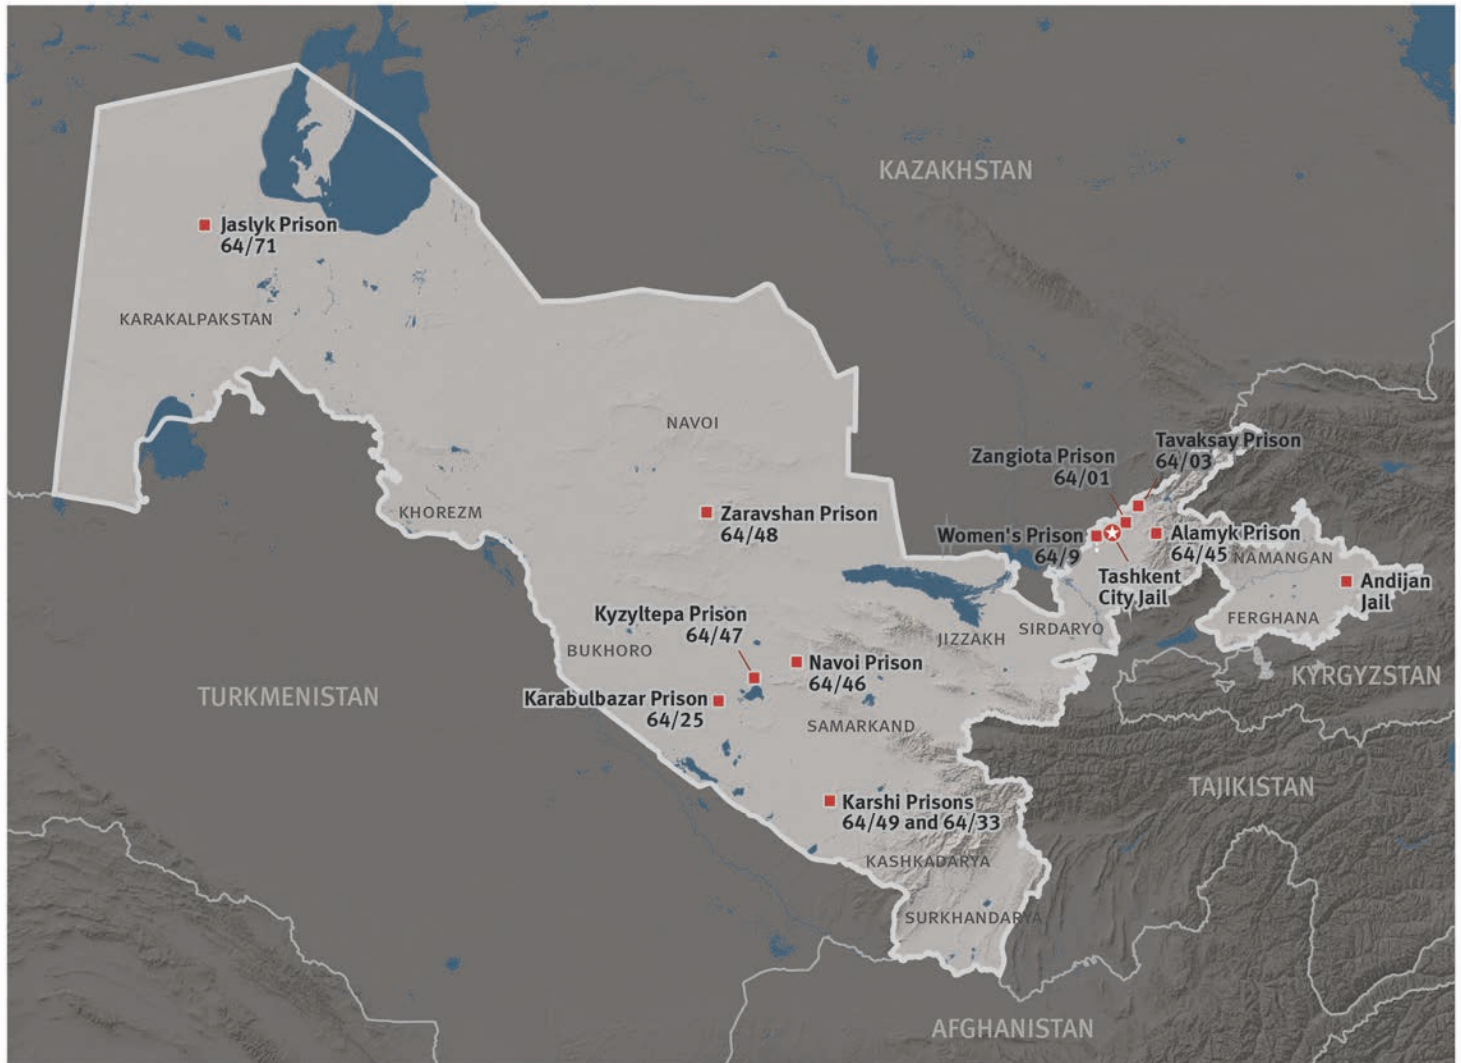 KAZAKHSTAN
Jaslyk Prison
64/71
KARAKALPAKSTAN
NAVOI
Tavaksay Prison
64/03
Zangiota Prison
64/01
KHOREZM
Zaravshan Prison
64/48
Women's Prison
64/9
Alamyk Prison
64/45
NAMANGAN
Tashkent
City Jail
Andijan
Jail
FERGHANA
Kyzyltepa Prison
64/47
JIZZAKH
SIRDARYO
BUKHORO
Navoi Prison
64/46
KYRGYZSTAN
TURKMENISTAN
Karabulbazar Prison
64/25
SAMARKAND
TAJIKISTAN
Karshi Prisons
64/49 and 64/33
KASHKADARYA
SURKHANDARYA
AFGHANISTAN